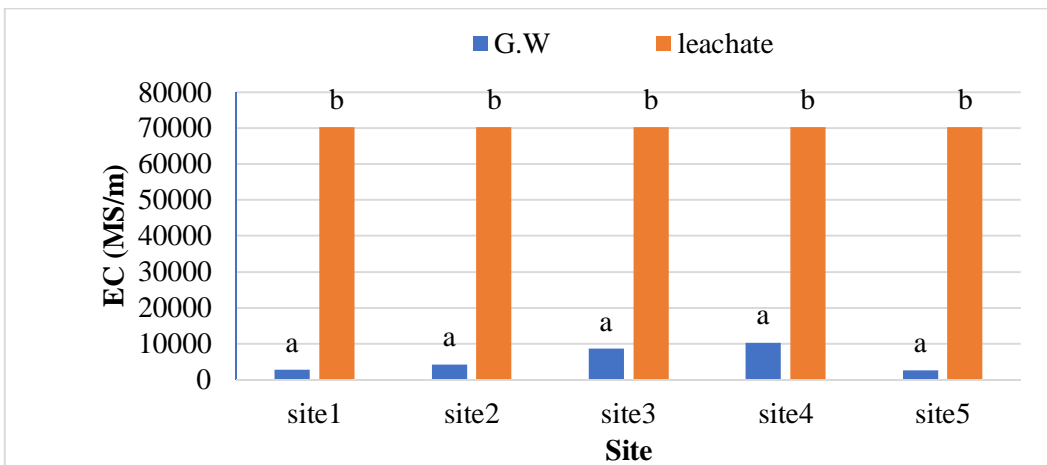 G.W leachate
80000
70000
60000
50000
40000
30000
20000
10000
0
EC (MS/m)
b b b b b
a a a a a
site1 site2 site3 site4 site5
Site